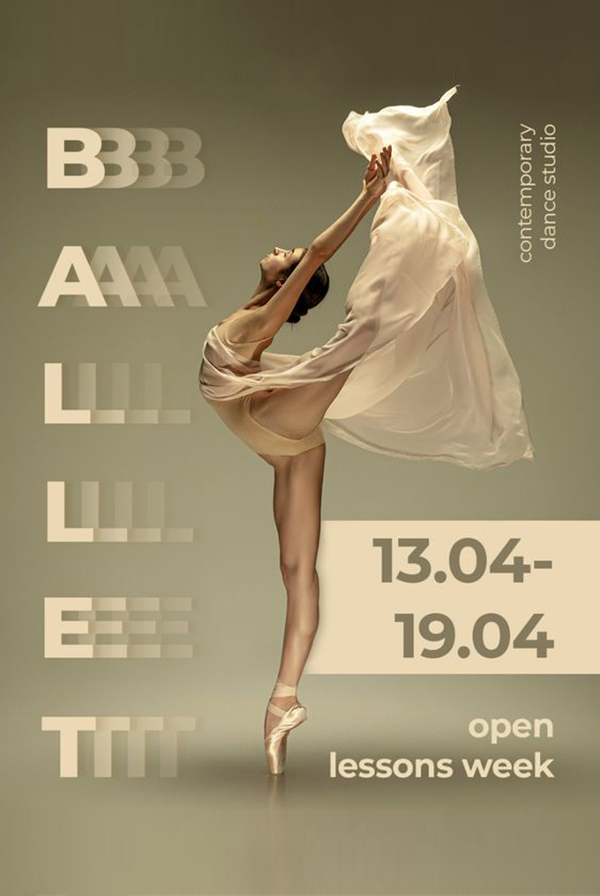 BBBB
AAAA
LLLL
LLLL
EEEE
TTTT
contemporary
dance studio
13.04-
19.04
open
lessons week